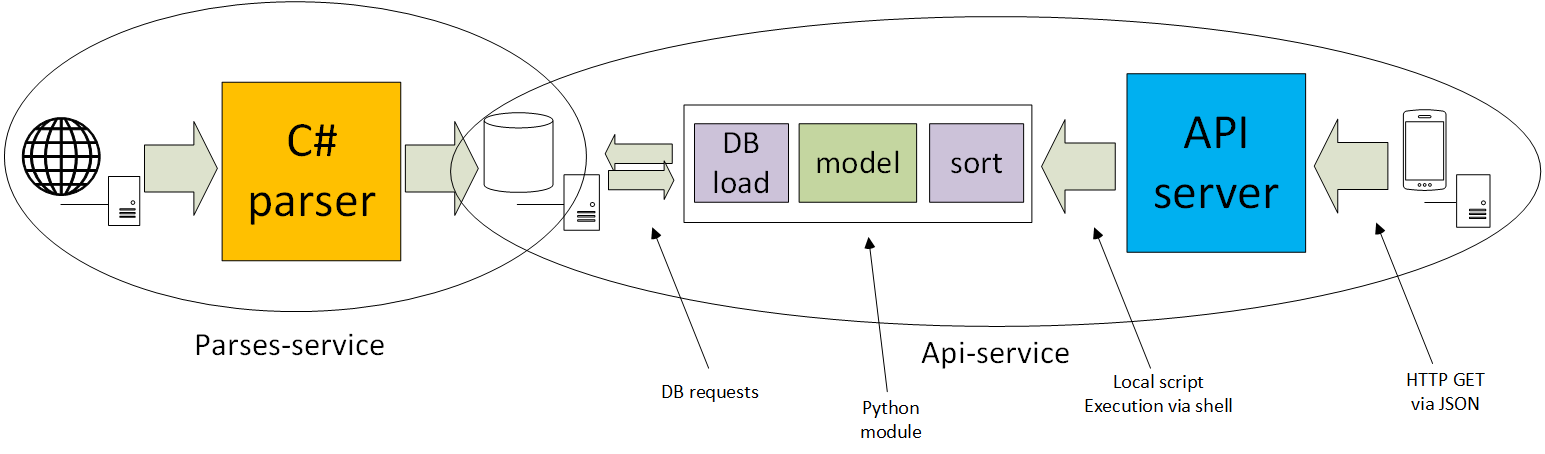 C#
parser
DB
load
model
sort
API
server
Parses-service
Api-service
DB requests
Python
module
Local script
Execution via shell
HTTP GET
via JSON